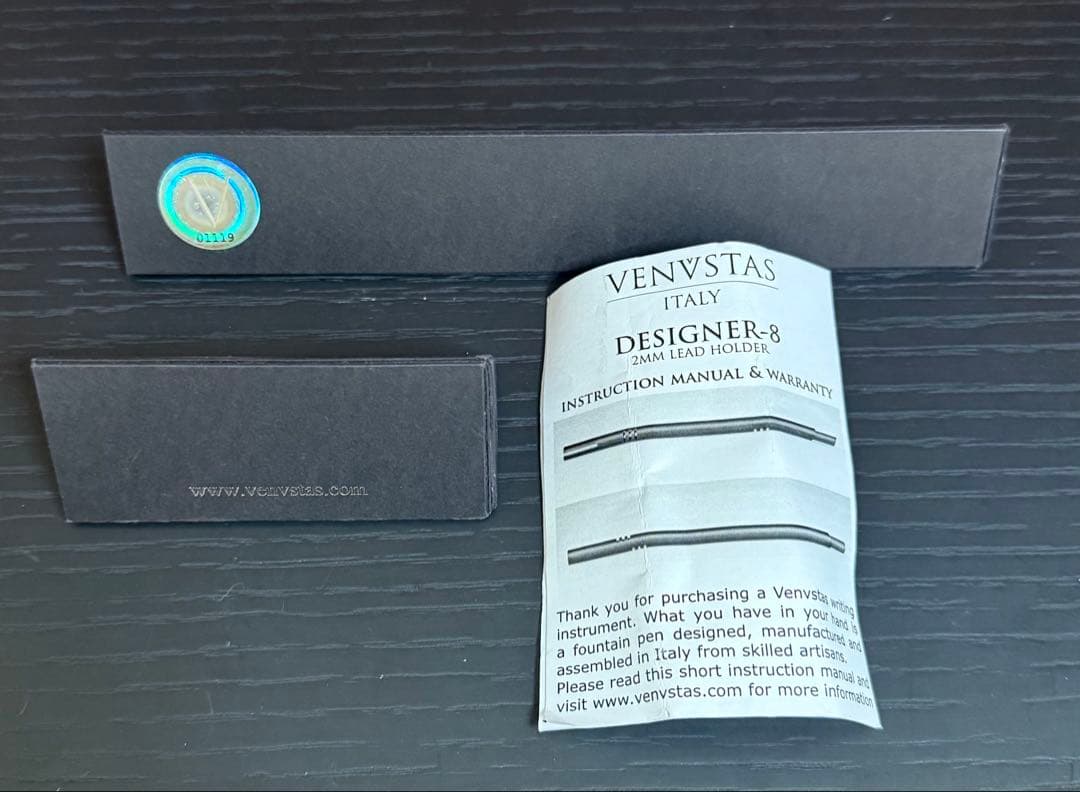 V
01119
www.venvstas.com
VENVSTAS
ITALY
DESIGNER-8
2MM LEAD HOLDER
INSTRUCTION MANUAL & WARRANTY
Thank you for purchasing a Venvstas writing
instrument. What you have in your hand is
a fountain pen designed, manufactured and
assembled in Italy from skilled artisans.
Please read this short instruction manual and
visit www.venvstas.com for more information